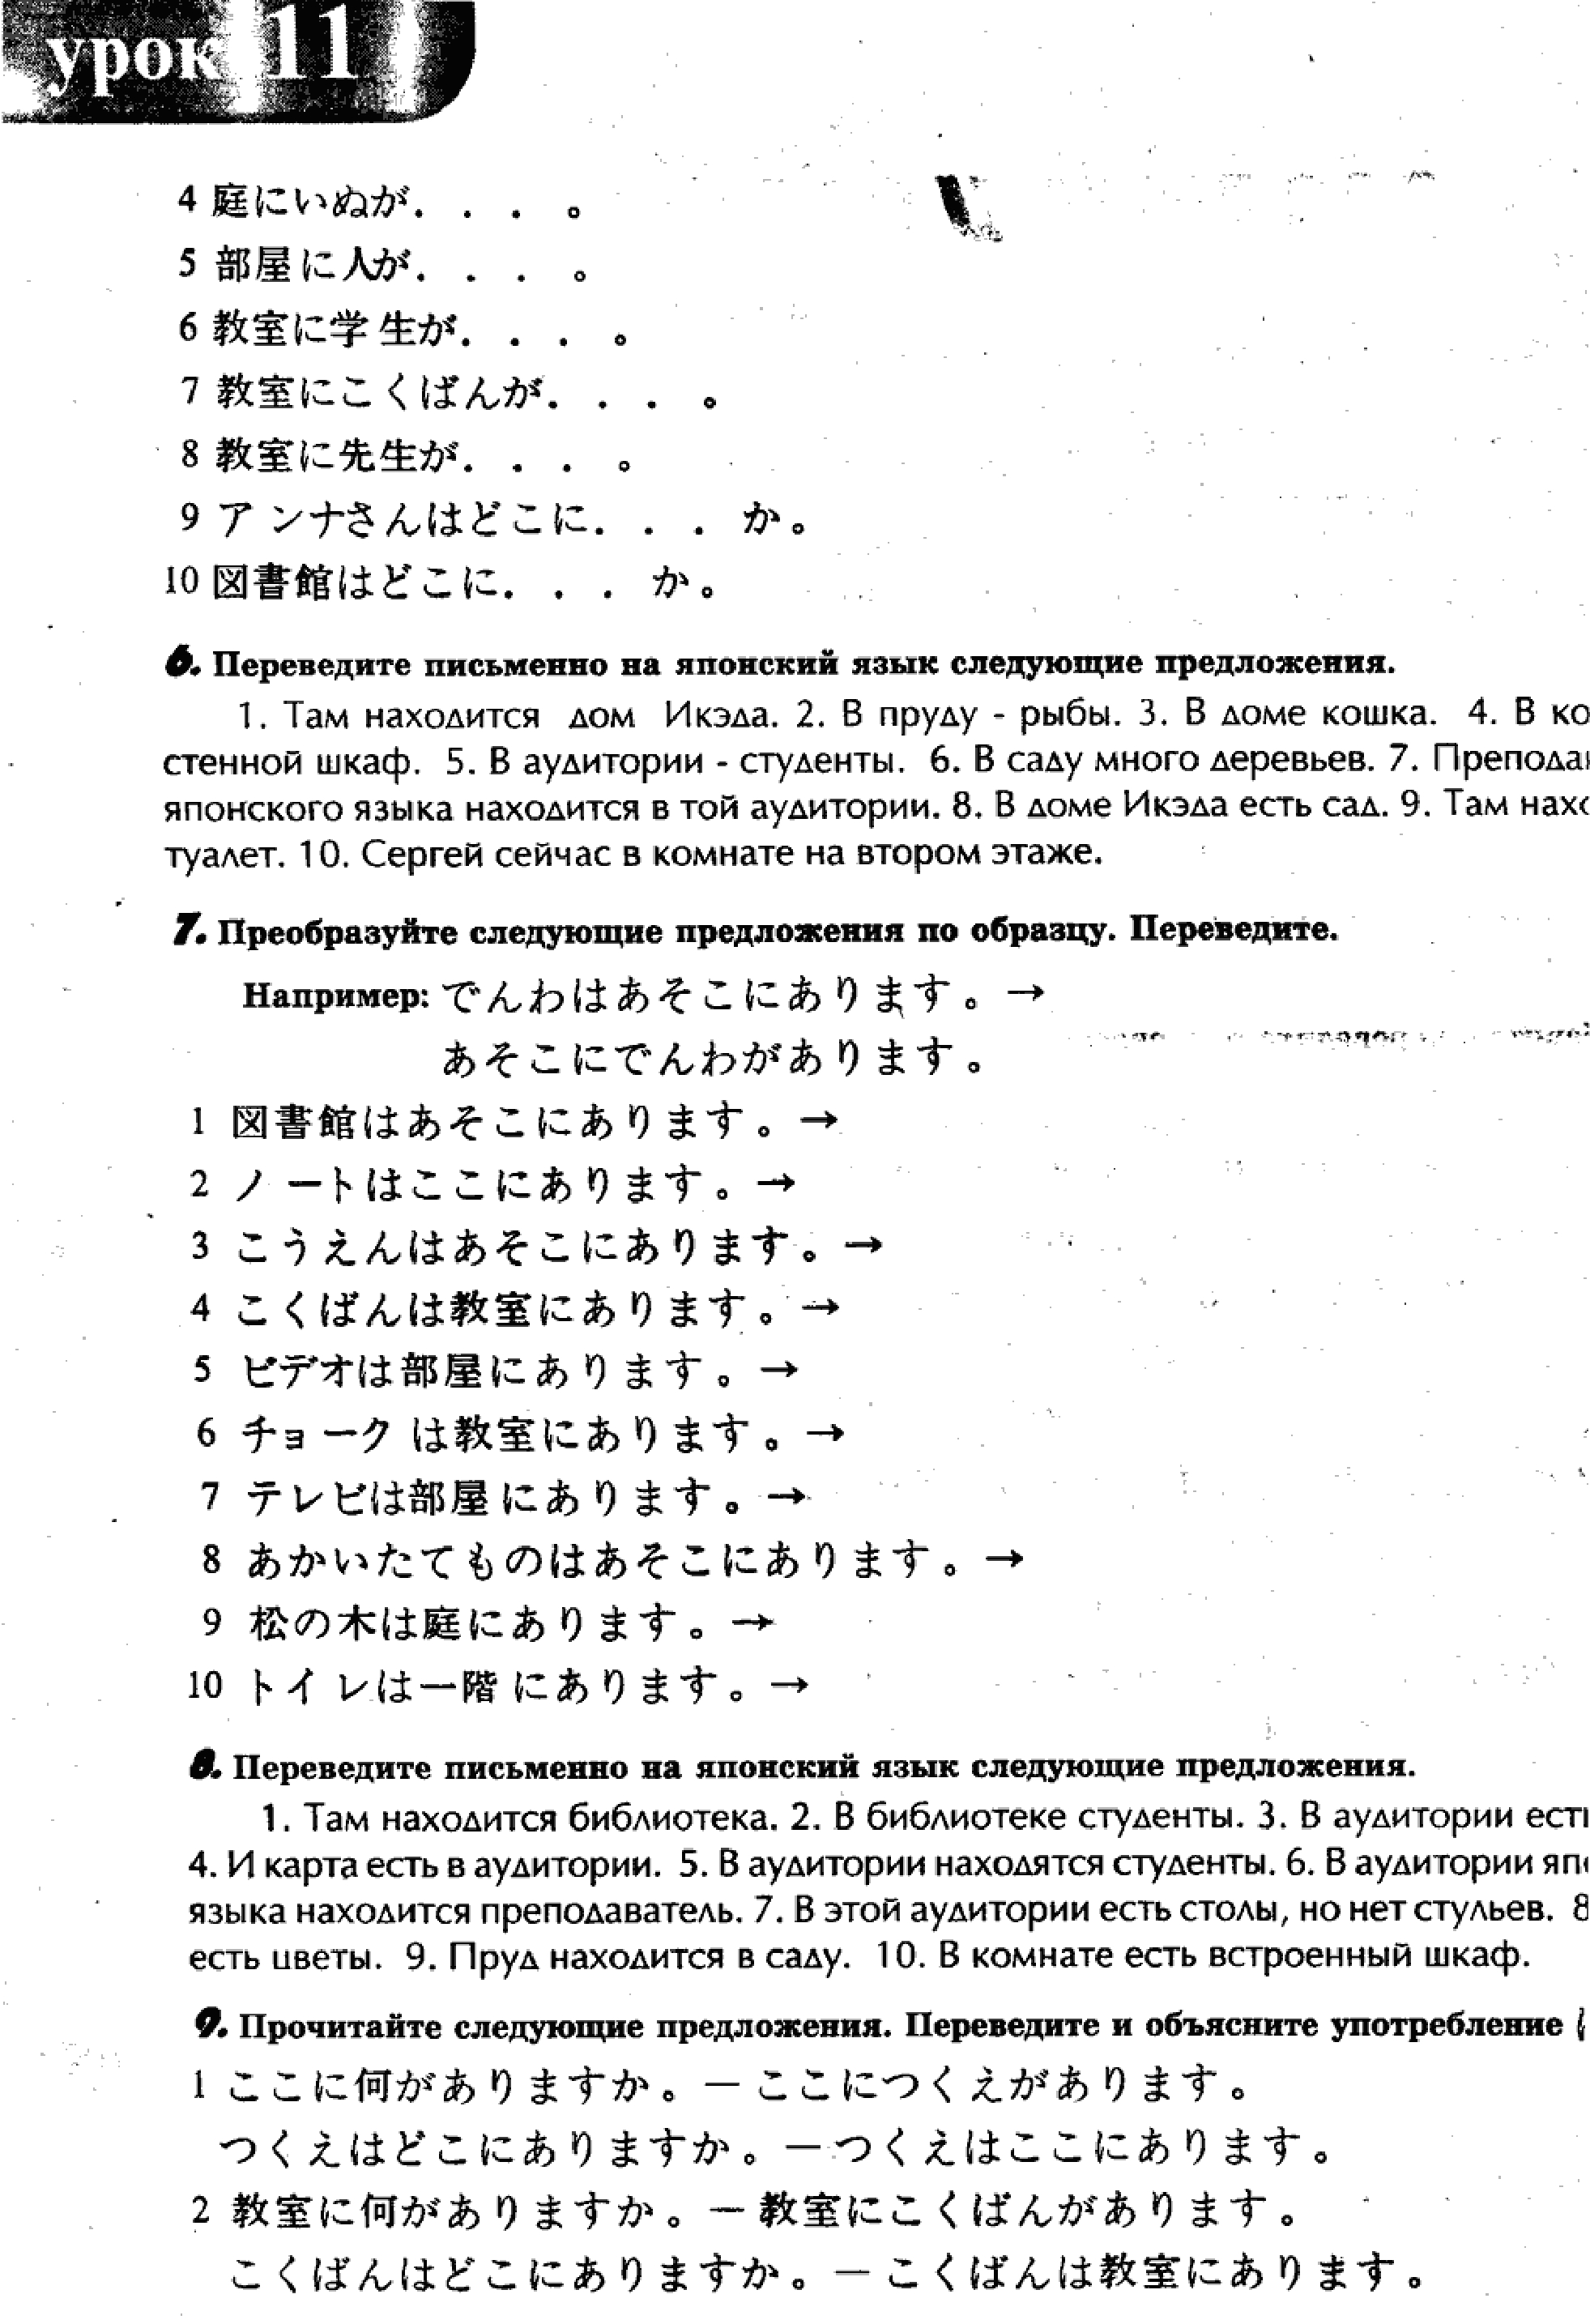 урок 11
4 庭にいぬが. . . 。
5 部屋に人が. . . 。
6 教室に学生が. . . 。
7 教室にこくばんが. . . 。
8 教室に先生が. . . 。
9 アンナさんはどこに. . . か。
10 図書館はどこに. . . か。
6. Переведите письменно на японский язык следующие предложения.
1. Там находится дом Икэда. 2. В пруду - рыбы. 3. В доме кошка. 4. В ко
стенной шкаф. 5. В аудитории - студенты. 6. В саду много деревьев. 7. Препода
японского языка находится в той аудитории. 8. В доме Икэда есть сад. 9. Там нахо
туалет. 10. Сергей сейчас в комнате на втором этаже.
7. Преобразуйте следующие предложения по образцу. Переведите.
Например: でんわはあそこにあります。→
あそこにでんわがあります。
1 図書館はあそこにあります。→
2 ノートはここにあります。→
3 こうえんはあそこにあります。→
4 こくばんは教室にあります。→
5 ビデオは部屋にあります。→
6 チョークは教室にあります。→
7 テレビは部屋にあります。→
8 あかいたてものはあそこにあります。→
9 松の木は庭にあります。→
10 トイレは一階にあります。→
8. Переведите письменно на японский язык следующие предложения.
1. Там находится библиотека. 2. В библиотеке студенты. 3. В аудитории ест
4. И карта есть в аудитории. 5. В аудитории находятся студенты. 6. В аудитории яп
языка находится преподаватель. 7. В этой аудитории есть столы, но нет стульев. 8
есть цветы. 9. Пруд находится в саду. 10. В комнате есть встроенный шкаф.
9. Прочитайте следующие предложения. Переведите и объясните употребление
1 ここに何がありますか。— ここにつくえがあります。
つくえはどこにありますか。—つくえはここにあります。
2 教室に何がありますか。— 教室にこくばんがあります。
こくばんはどこにありますか。— こくばんは教室にあります。